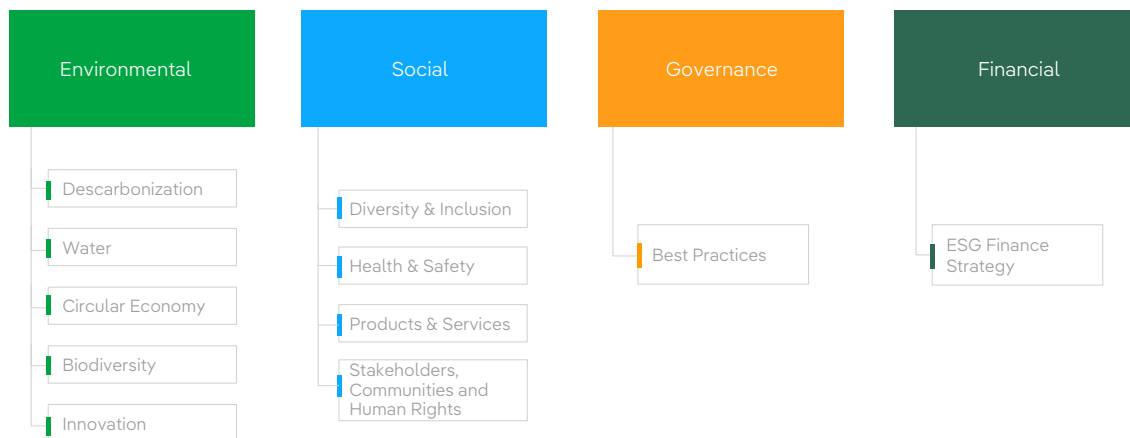 Environmental
Descarbonization
Water
Circular Economy
Biodiversity
Innovation
Social
Diversity & Inclusion
Health & Safety
Products & Services
Stakeholders,
Communities and
Human Rights
Governance
Best Practices
Financial
ESG Finance
Strategy